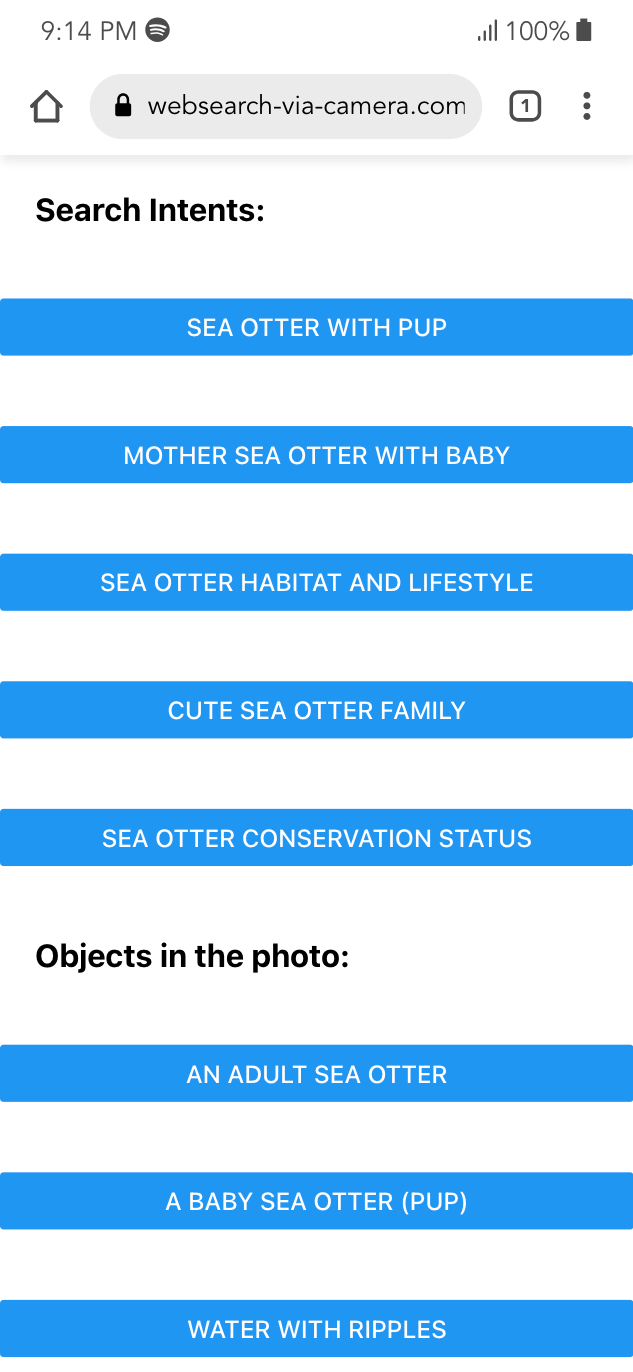 9:14 PM 100%
websearch-via-camera.com 1
Search Intents:
SEA OTTER WITH PUP
MOTHER SEA OTTER WITH BABY
SEA OTTER HABITAT AND LIFESTYLE
CUTE SEA OTTER FAMILY
SEA OTTER CONSERVATION STATUS
Objects in the photo:
AN ADULT SEA OTTER
A BABY SEA OTTER (PUP)
WATER WITH RIPPLES